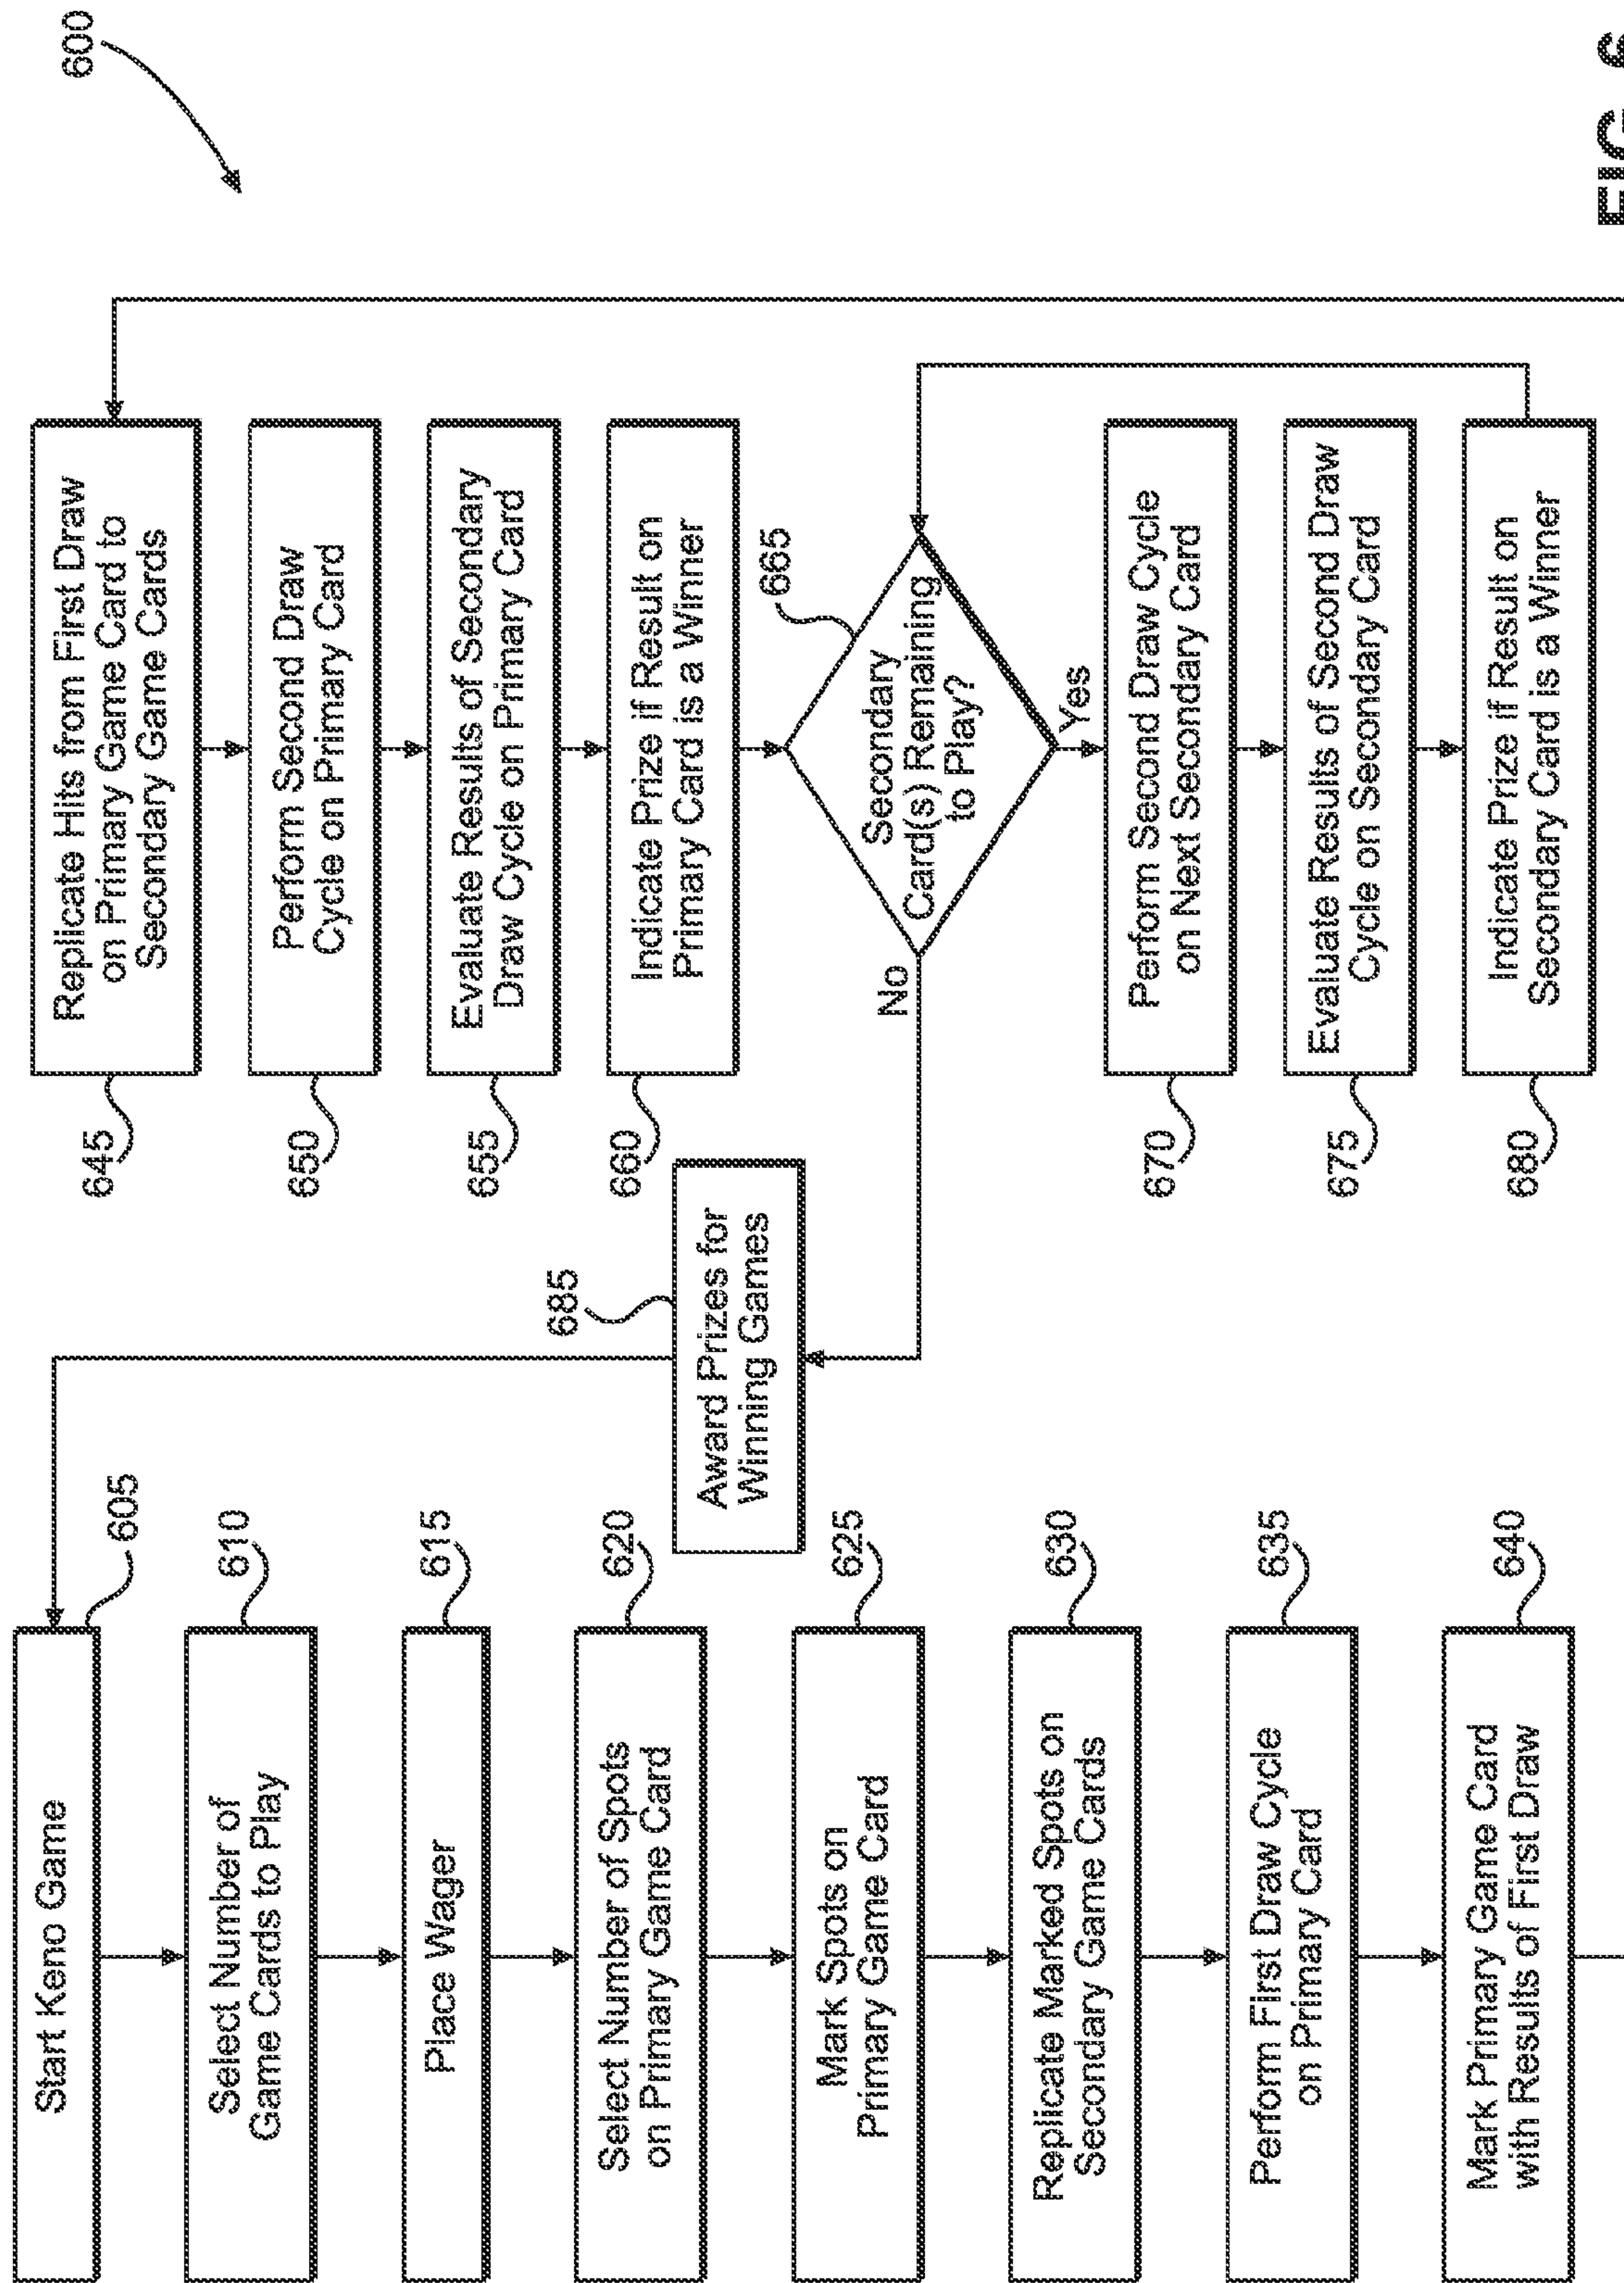 600
Start Keno Game
605
Select Number of
Game Cards to Play
610
Place Wager
615
Select Number of Spots
on Primary Game Card
620
Mark Spots on
Primary Game Card
625
Replicate Marked Spots on
Secondary Game Cards
630
Perform First Draw Cycle
on Primary Card
635
Mark Primary Game Card
with Results of First Draw
640
Replicate Hits from First Draw
on Primary Game Card to
Secondary Game Cards
645
Perform Second Draw
Cycle on Primary Card
650
Evaluate Results of Secondary
Draw Cycle on Primary Card
655
Indicate Prize if Result on
Primary Card is a Winner
660
Secondary
Card(s) Remaining
to Play?
665
No
Yes
Perform Second Draw Cycle
on Next Secondary Card
670
Evaluate Results of Second Draw
Cycle on Secondary Card
675
Indicate Prize if Result on
Secondary Card is a Winner
680
Award Prizes for
Winning Games
685
FIG. 6